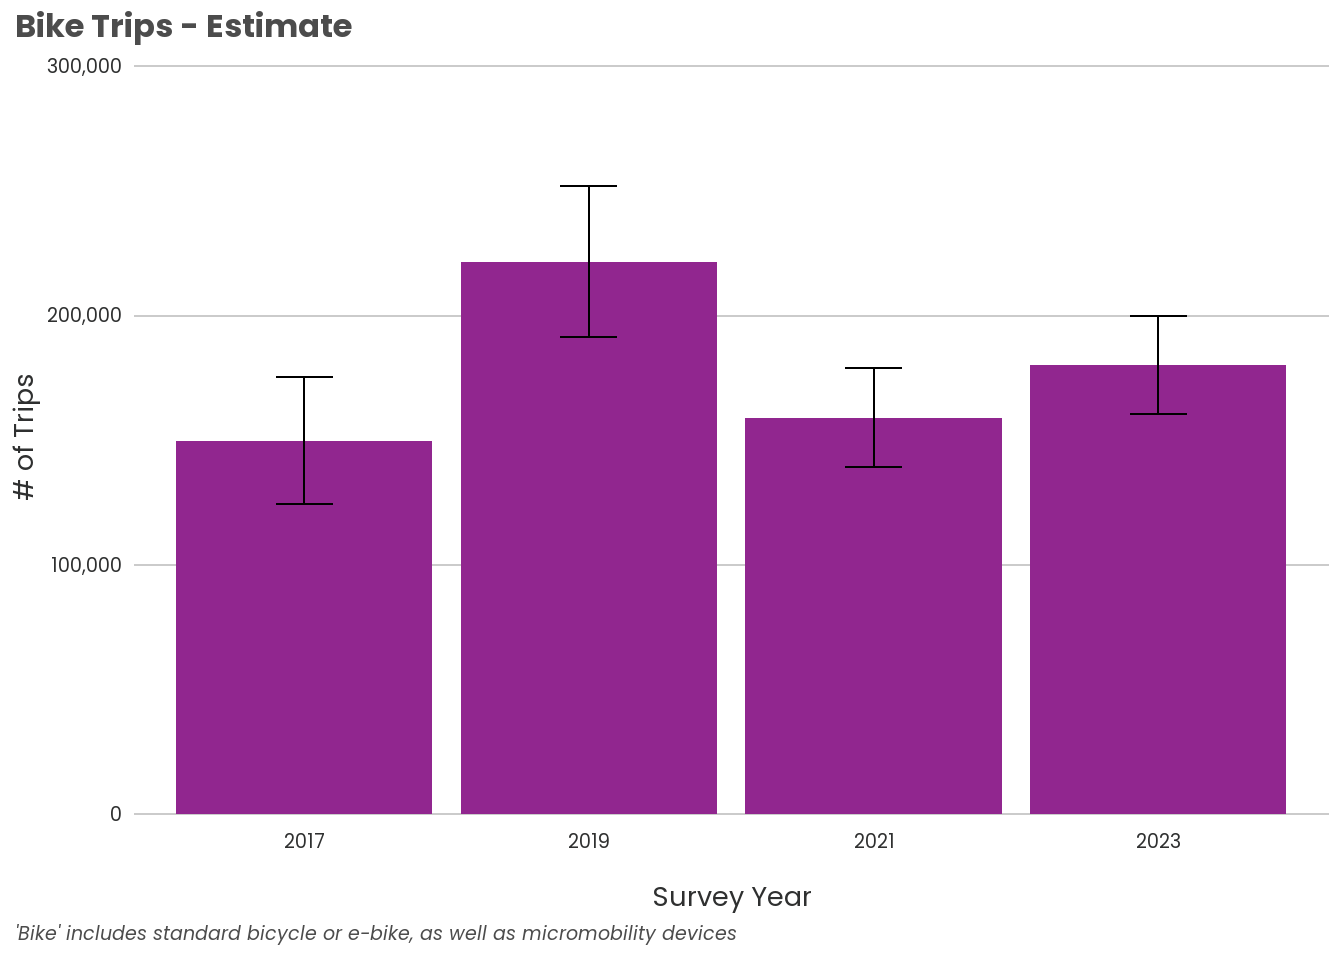 Bike Trips - Estimate
300,000
200,000
100,000
0
# of Trips
2017 2019 2021 2023
Survey Year
'Bike' includes standard bicycle or e-bike, as well as micromobility devices